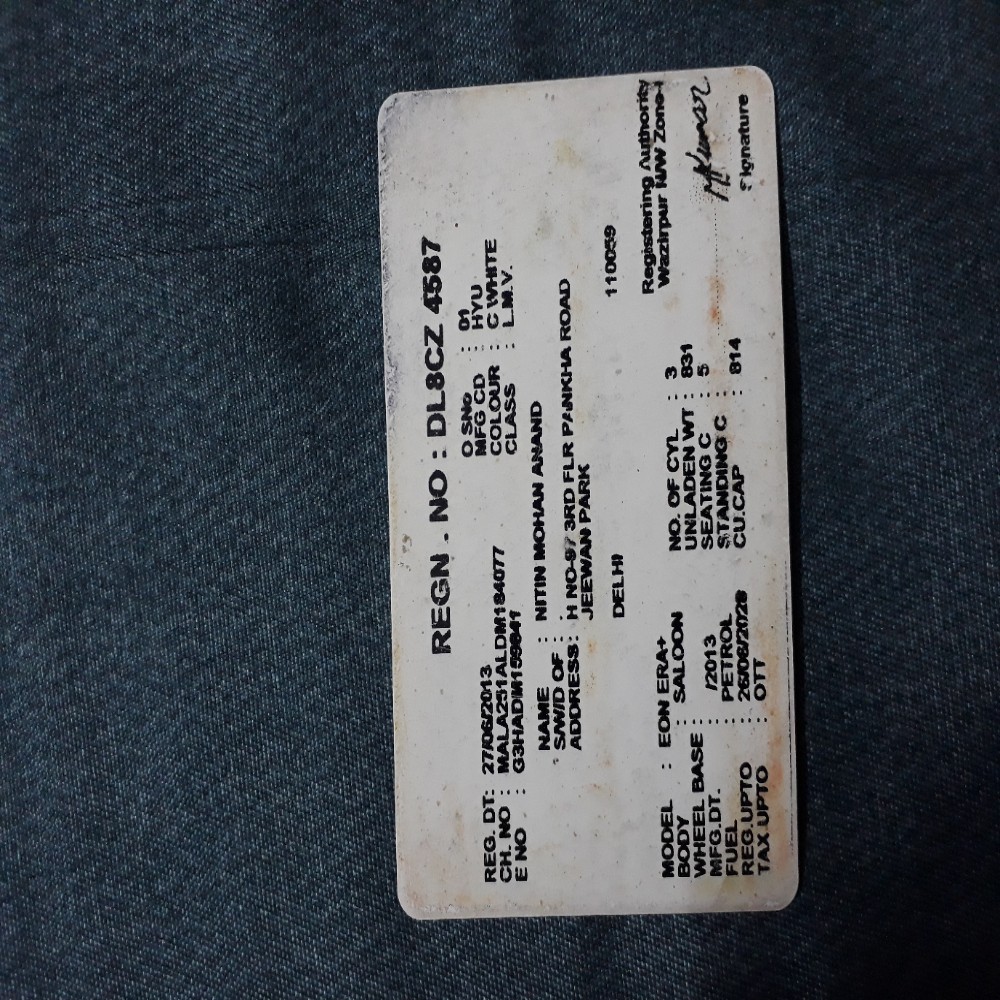 REGN . NO : DL8CZ 4587
REG. DT: 27/06/2013 O SNo : 01
CH. NO : MALA251ALDM184077 MFG CD : HYU
E NO : G3HADM159841 COLOUR : C WHITE
CLASS : L.M.V.
NAME : NITIN MOHAN ANAND
S/W/D OF : .
ADDRESS : H NO-97 3RD FLR PANKHA ROAD
JEEWAN PARK
DELHI 110059
MODEL : EON ERA+ NO. OF CYL : 3
BODY : SALOON UNLADEN WT : 831
WHEEL BASE : SEATING C : 5
MFG.DT. : /2013 STANDING C :
FUEL : PETROL CU.CAP : 814
REG.UPTO : 26/06/2028
TAX.UPTO : OTT
Registering Authority
Wazirpur N/W Zone-I
Signature